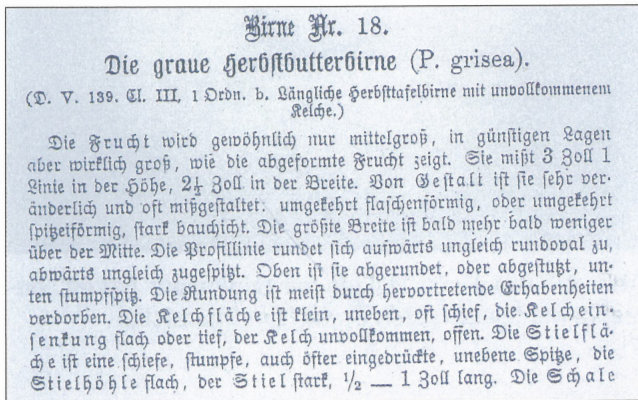 Birne Nr. 18.
Die graue Herbstbutterbirne (P. grisea).
(D. V. 139. Cl. III, 1 Ordn. b. Längliche Herbsttafelbirne mit unvollkommenem
Kelche.)
Die Frucht wird gewöhnlich nur mittelgroß, in günstigen Lagen
aber wirklich groß, wie die abgeformte Frucht zeigt. Sie mißt 3 Zoll 1
Linie in der Höhe, 2½ Zoll in der Breite. Von Gestalt ist sie sehr ver-
änderlich und oft mißgestaltet: umgekehrt flaschenförmig, oder umgekehrt
spitzeiförmig, stark bauchicht. Die größte Breite ist bald mehr bald weniger
über der Mitte. Die Profillinie rundet sich aufwärts ungleich rundoval zu,
abwärts ungleich zugespitzt. Oben ist sie abgerundet, oder abgestutzt, un-
ten stumpfspitz. Die Rundung ist meist durch hervortretende Erhabenheiten
verdorben. Die Kelchfläche ist klein, uneben, oft schief, die Kelchein-
senkung flach oder tief, der Kelch unvollkommen, offen. Die Stielflä-
che ist eine schiefe, stumpfe, auch öfter eingedrückte, unebene Spitze, die
Stielhöhle flach, der Stiel stark, ½ — 1 Zoll lang. Die Schale